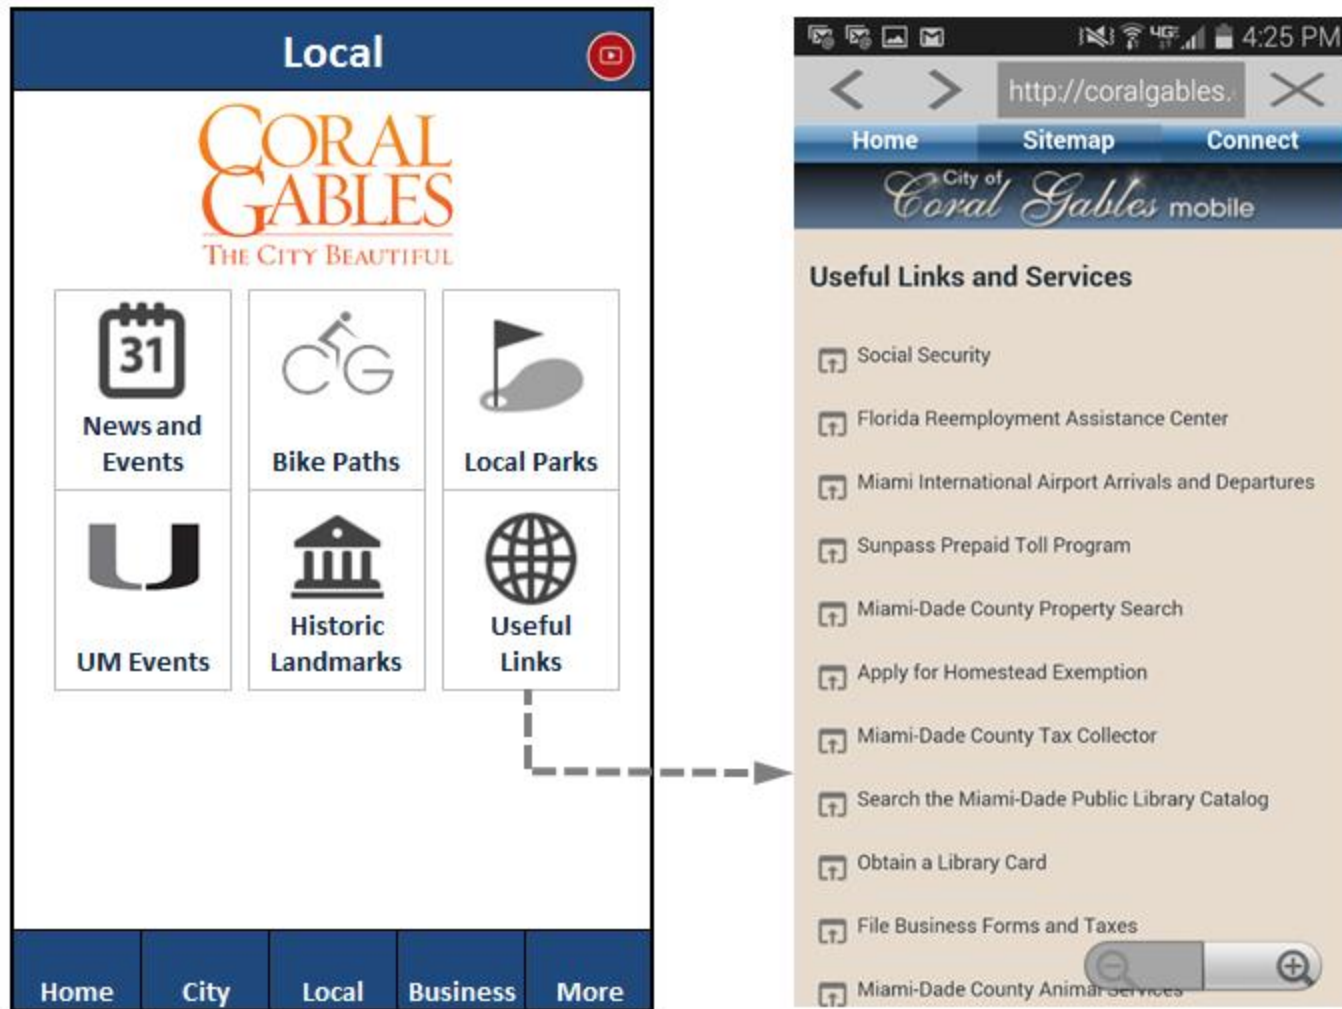 Local
CORAL
GABLES
THE CITY BEAUTIFUL
31
News and
Events
CG
Bike Paths
Local Parks
U
UM Events
Historic
Landmarks
Useful
Links
Home City Local Business More
4G 4:25 PM
http://coralgables.
Home Sitemap Connect
City of
Coral Gables mobile
Useful Links and Services
Social Security
Florida Reemployment Assistance Center
Miami International Airport Arrivals and Departures
Sunpass Prepaid Toll Program
Miami-Dade County Property Search
Apply for Homestead Exemption
Miami-Dade County Tax Collector
Search the Miami-Dade Public Library Catalog
Obtain a Library Card
File Business Forms and Taxes
Miami-Dade County Animal Services